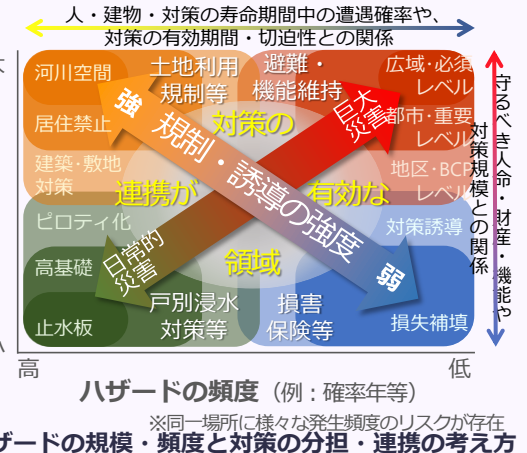 人・建物・対策の寿命期間中の遭遇確率や、
対策の有効期間・切迫性との関係
河川空間
土地利用
規制等
避難・
機能維持
広域・必須
レベル
強
巨大
災害
居住禁止
対策の
都市・重要
レベル
規制・誘導の強度
建築・敷地
対策
連携が
有効な
地区・BCP
レベル
ピロティ化
対策誘導
日常的
災害
領域
弱
高基礎
止水板
戸別浸水
対策等
損害
保険等
損失補填
守るべき人命・財産・機能や
対策規模との関係
高
低
ハザードの頻度（例：確率年等）
※同一場所に様々な発生頻度のリスクが存在
ザードの規模・頻度と対策の分担・連携の考え方